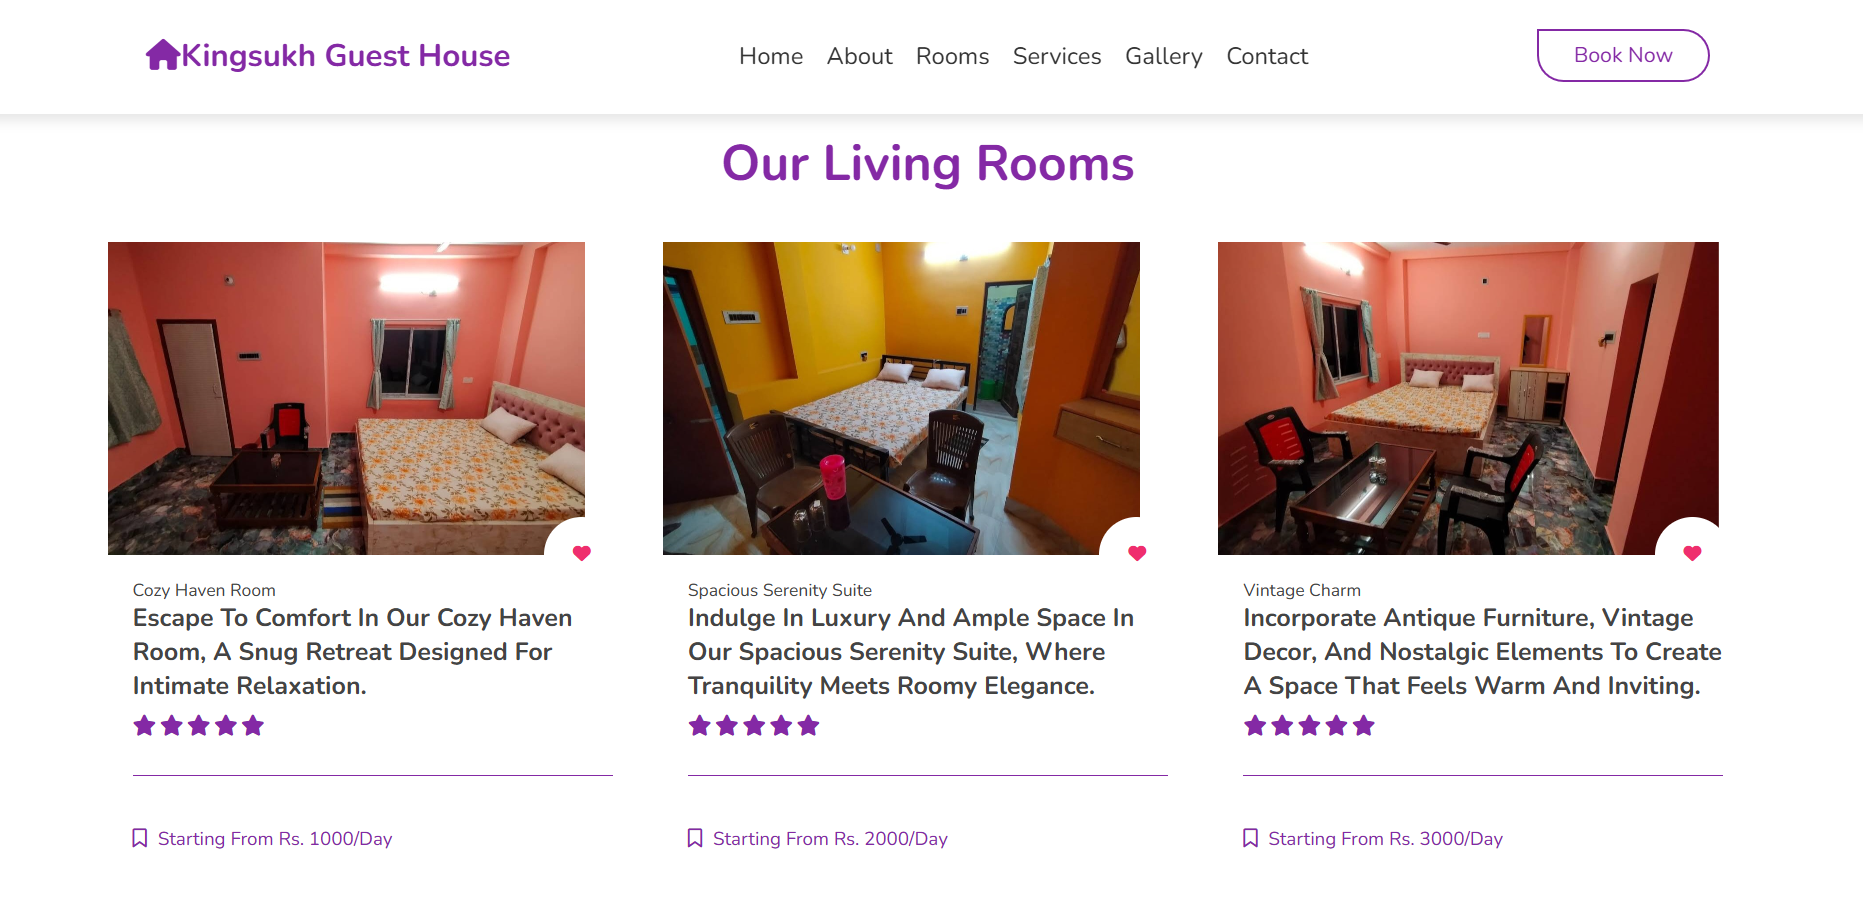 Kingsukh Guest House
Home About Rooms Services Gallery Contact
Book Now
Our Living Rooms
Cozy Haven Room
Escape To Comfort In Our Cozy Haven
Room, A Snug Retreat Designed For
Intimate Relaxation.
Starting From Rs. 1000/Day
Spacious Serenity Suite
Indulge In Luxury And Ample Space In
Our Spacious Serenity Suite, Where
Tranquility Meets Roomy Elegance.
Starting From Rs. 2000/Day
Vintage Charm
Incorporate Antique Furniture, Vintage
Decor, And Nostalgic Elements To Create
A Space That Feels Warm And Inviting.
Starting From Rs. 3000/Day